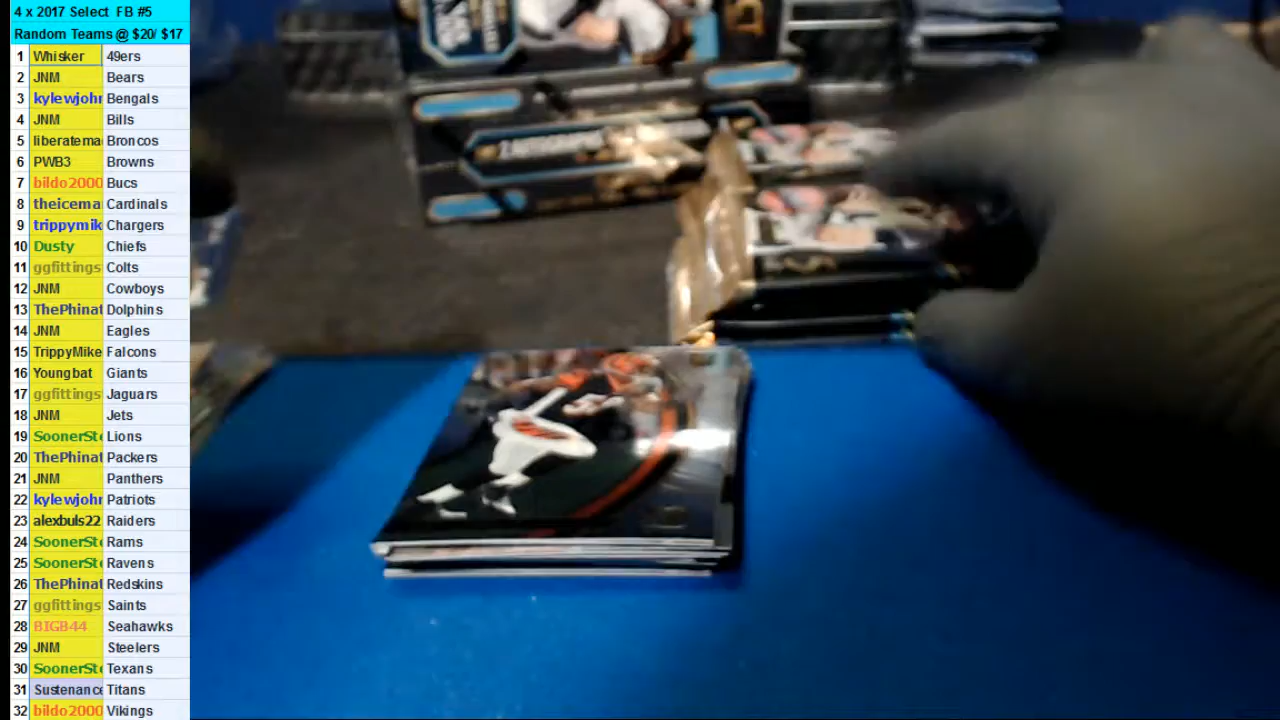 4 x 2017 Select FB #5
Random Teams @ $20/ $17
1 Whisker 49ers
2 JNM Bears
3 kylewjohn Bengals
4 JNM Bills
5 liberatema Broncos
6 PWB3 Browns
7 bildo2000 Bucs
8 theicema Cardinals
9 trippymik Chargers
10 Dusty Chiefs
11 ggfittings Colts
12 JNM Cowboys
13 ThePhinat Dolphins
14 JNM Eagles
15 TrippyMike Falcons
16 Youngbat Giants
17 ggfittings Jaguars
18 JNM Jets
19 SoonerSt Lions
20 ThePhinat Packers
21 JNM Panthers
22 kylewjohn Patriots
23 alexbuls22 Raiders
24 SoonerSt Rams
25 SoonerSt Ravens
26 ThePhinat Redskins
27 ggfittings Saints
28 BIGB44 Seahawks
29 JNM Steelers
30 SoonerSt Texans
31 Sustenance Titans
32 bildo2000 Vikings